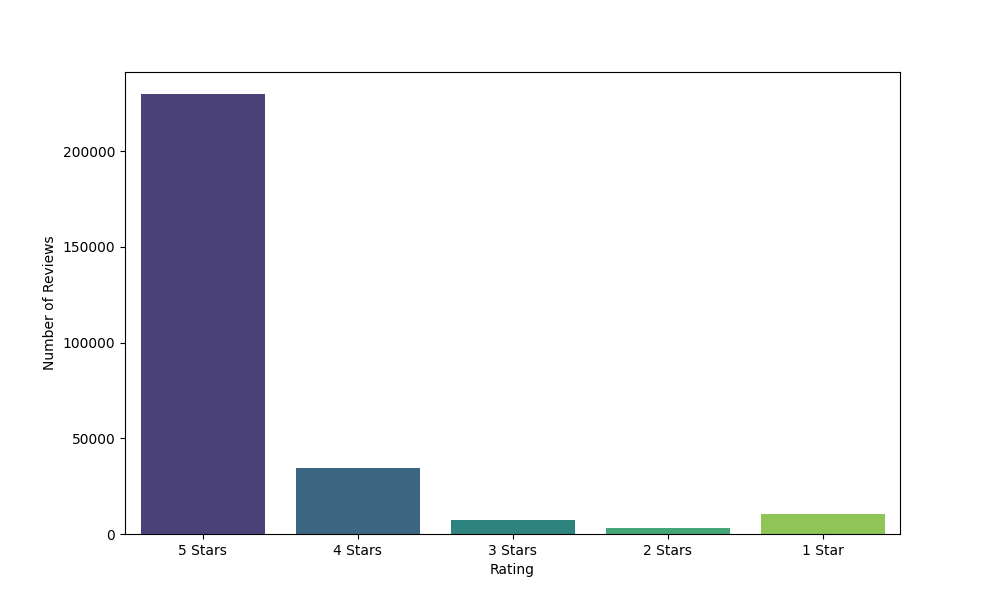 200000
150000
100000
50000
0
Number of Reviews
5 Stars
4 Stars
3 Stars
2 Stars
1 Star
Rating